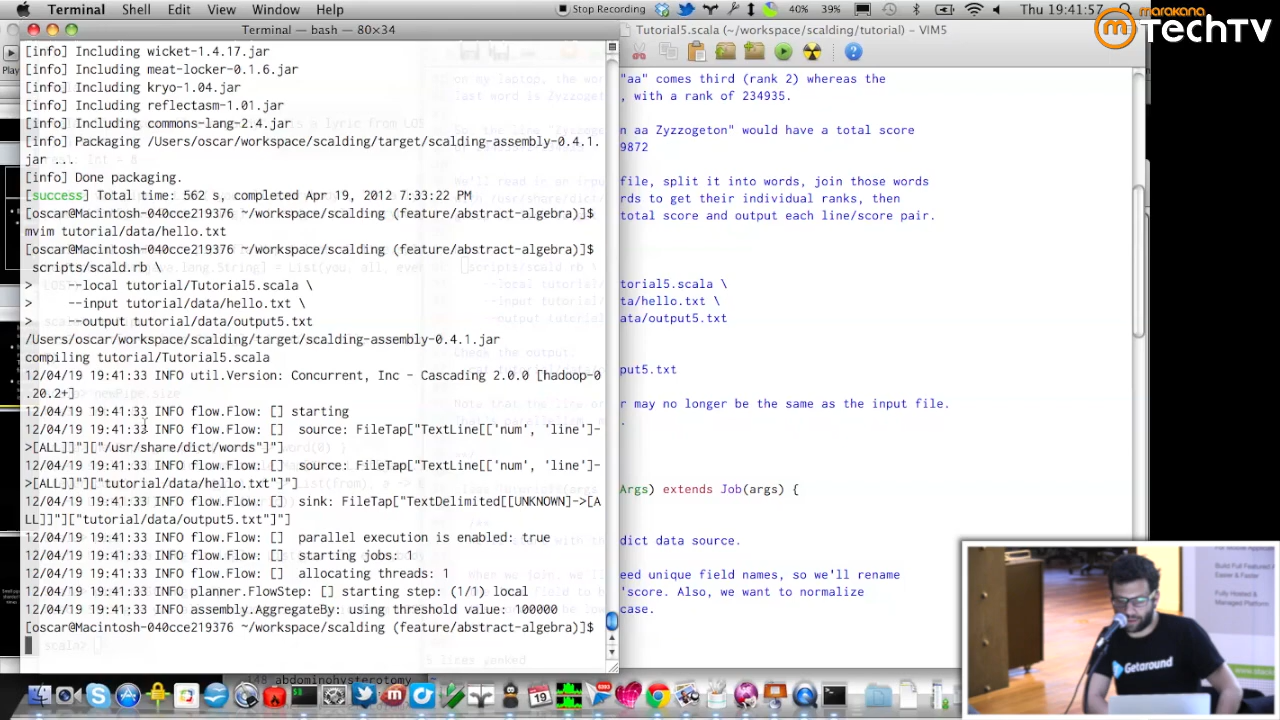 Terminal Shell Edit View Window Help
Stop Recording
40% 39%
Thu 19:41:57
marakana
TechTV
Terminal — bash — 80×34
[info] Including wicket-1.4.17.jar
[info] Including meat-locker-0.1.6.jar
[info] Including kryo-1.04.jar
[info] Including reflectasm-1.01.jar
[info] Including commons-lang-2.4.jar
[info] Packaging /Users/oscar/workspace/scalding/target/scalding-assembly-0.4.1.
jar ...
[info] Done packaging.
[success] Total time: 562 s, completed Apr 19, 2012 7:33:22 PM
[oscar@Macintosh-040cce219376 ~/workspace/scalding (feature/abstract-algebra)]$
mvim tutorial/data/hello.txt
[oscar@Macintosh-040cce219376 ~/workspace/scalding (feature/abstract-algebra)]$
scripts/scald.rb \
> --local tutorial/Tutorial5.scala \
> --input tutorial/data/hello.txt \
> --output tutorial/data/output5.txt
/Users/oscar/workspace/scalding/target/scalding-assembly-0.4.1.jar
compiling tutorial/Tutorial5.scala
12/04/19 19:41:33 INFO util.Version: Concurrent, Inc - Cascading 2.0.0 [hadoop-0
.20.2+]
12/04/19 19:41:33 INFO flow.Flow: [] starting
12/04/19 19:41:33 INFO flow.Flow: [] source: FileTap["TextLine[['num', 'line']-
>[ALL]]"]["/usr/share/dict/words"]"]
12/04/19 19:41:33 INFO flow.Flow: [] source: FileTap["TextLine[['num', 'line']-
>[ALL]]"]["tutorial/data/hello.txt"]"]
12/04/19 19:41:33 INFO flow.Flow: [] sink: FileTap["TextDelimited[[UNKNOWN]->[A
LL]]"]["tutorial/data/output5.txt"]"]
12/04/19 19:41:33 INFO flow.Flow: [] parallel execution is enabled: true
12/04/19 19:41:33 INFO flow.Flow: [] starting jobs: 1
12/04/19 19:41:33 INFO flow.Flow: [] allocating threads: 1
12/04/19 19:41:33 INFO planner.FlowStep: [] starting step: (1/1) local
12/04/19 19:41:33 INFO assembly.AggregateBy: using threshold value: 100000
[oscar@Macintosh-040cce219376 ~/workspace/scalding (feature/abstract-algebra)]$
scala>
Tutorial5.scala (~/workspace/scalding/tutorial) - VIM5
"aa" comes third (rank 2) whereas the
, with a rank of 234935.
n aa Zyzzogeton" would have a total score
9872
file, split it into words, join those words
rds to get their individual ranks, then
total score and output each line/score pair.
torial5.scala \
ta/hello.txt \
ta/output5.txt
put5.txt
r may no longer be the same as the input file.
.
Args) extends Job(args) {
dict data source.
eed unique field names, so we'll rename
'score. Also, we want to normalize
case.
148 abdominohysterotomy
Build Full Featured
Easier & Faster
Fully Hosted &
Managed Platform
Getaround